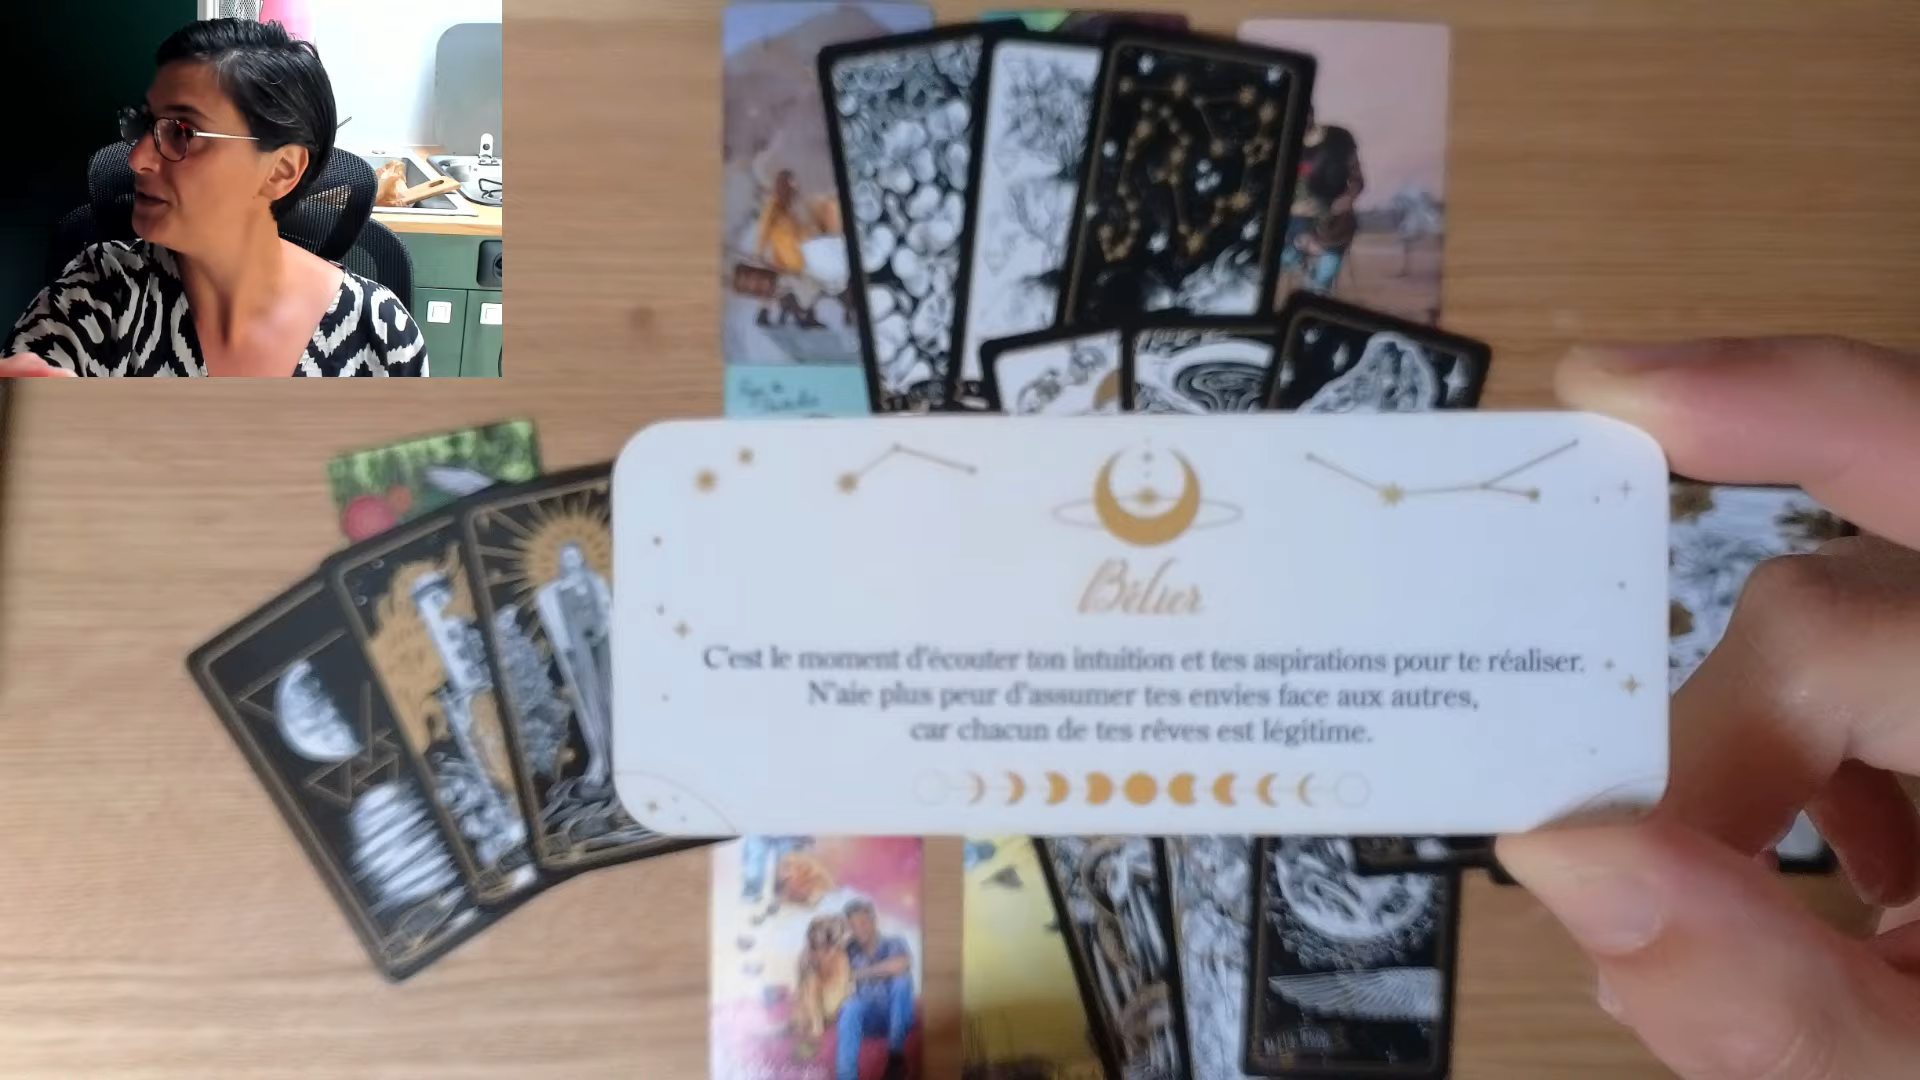 Bélier
C'est le moment d'écouter ton intuition et tes aspirations pour te réaliser.
N'aie plus peur d'assumer tes envies face aux autres,
car chacun de tes rêves est légitime.